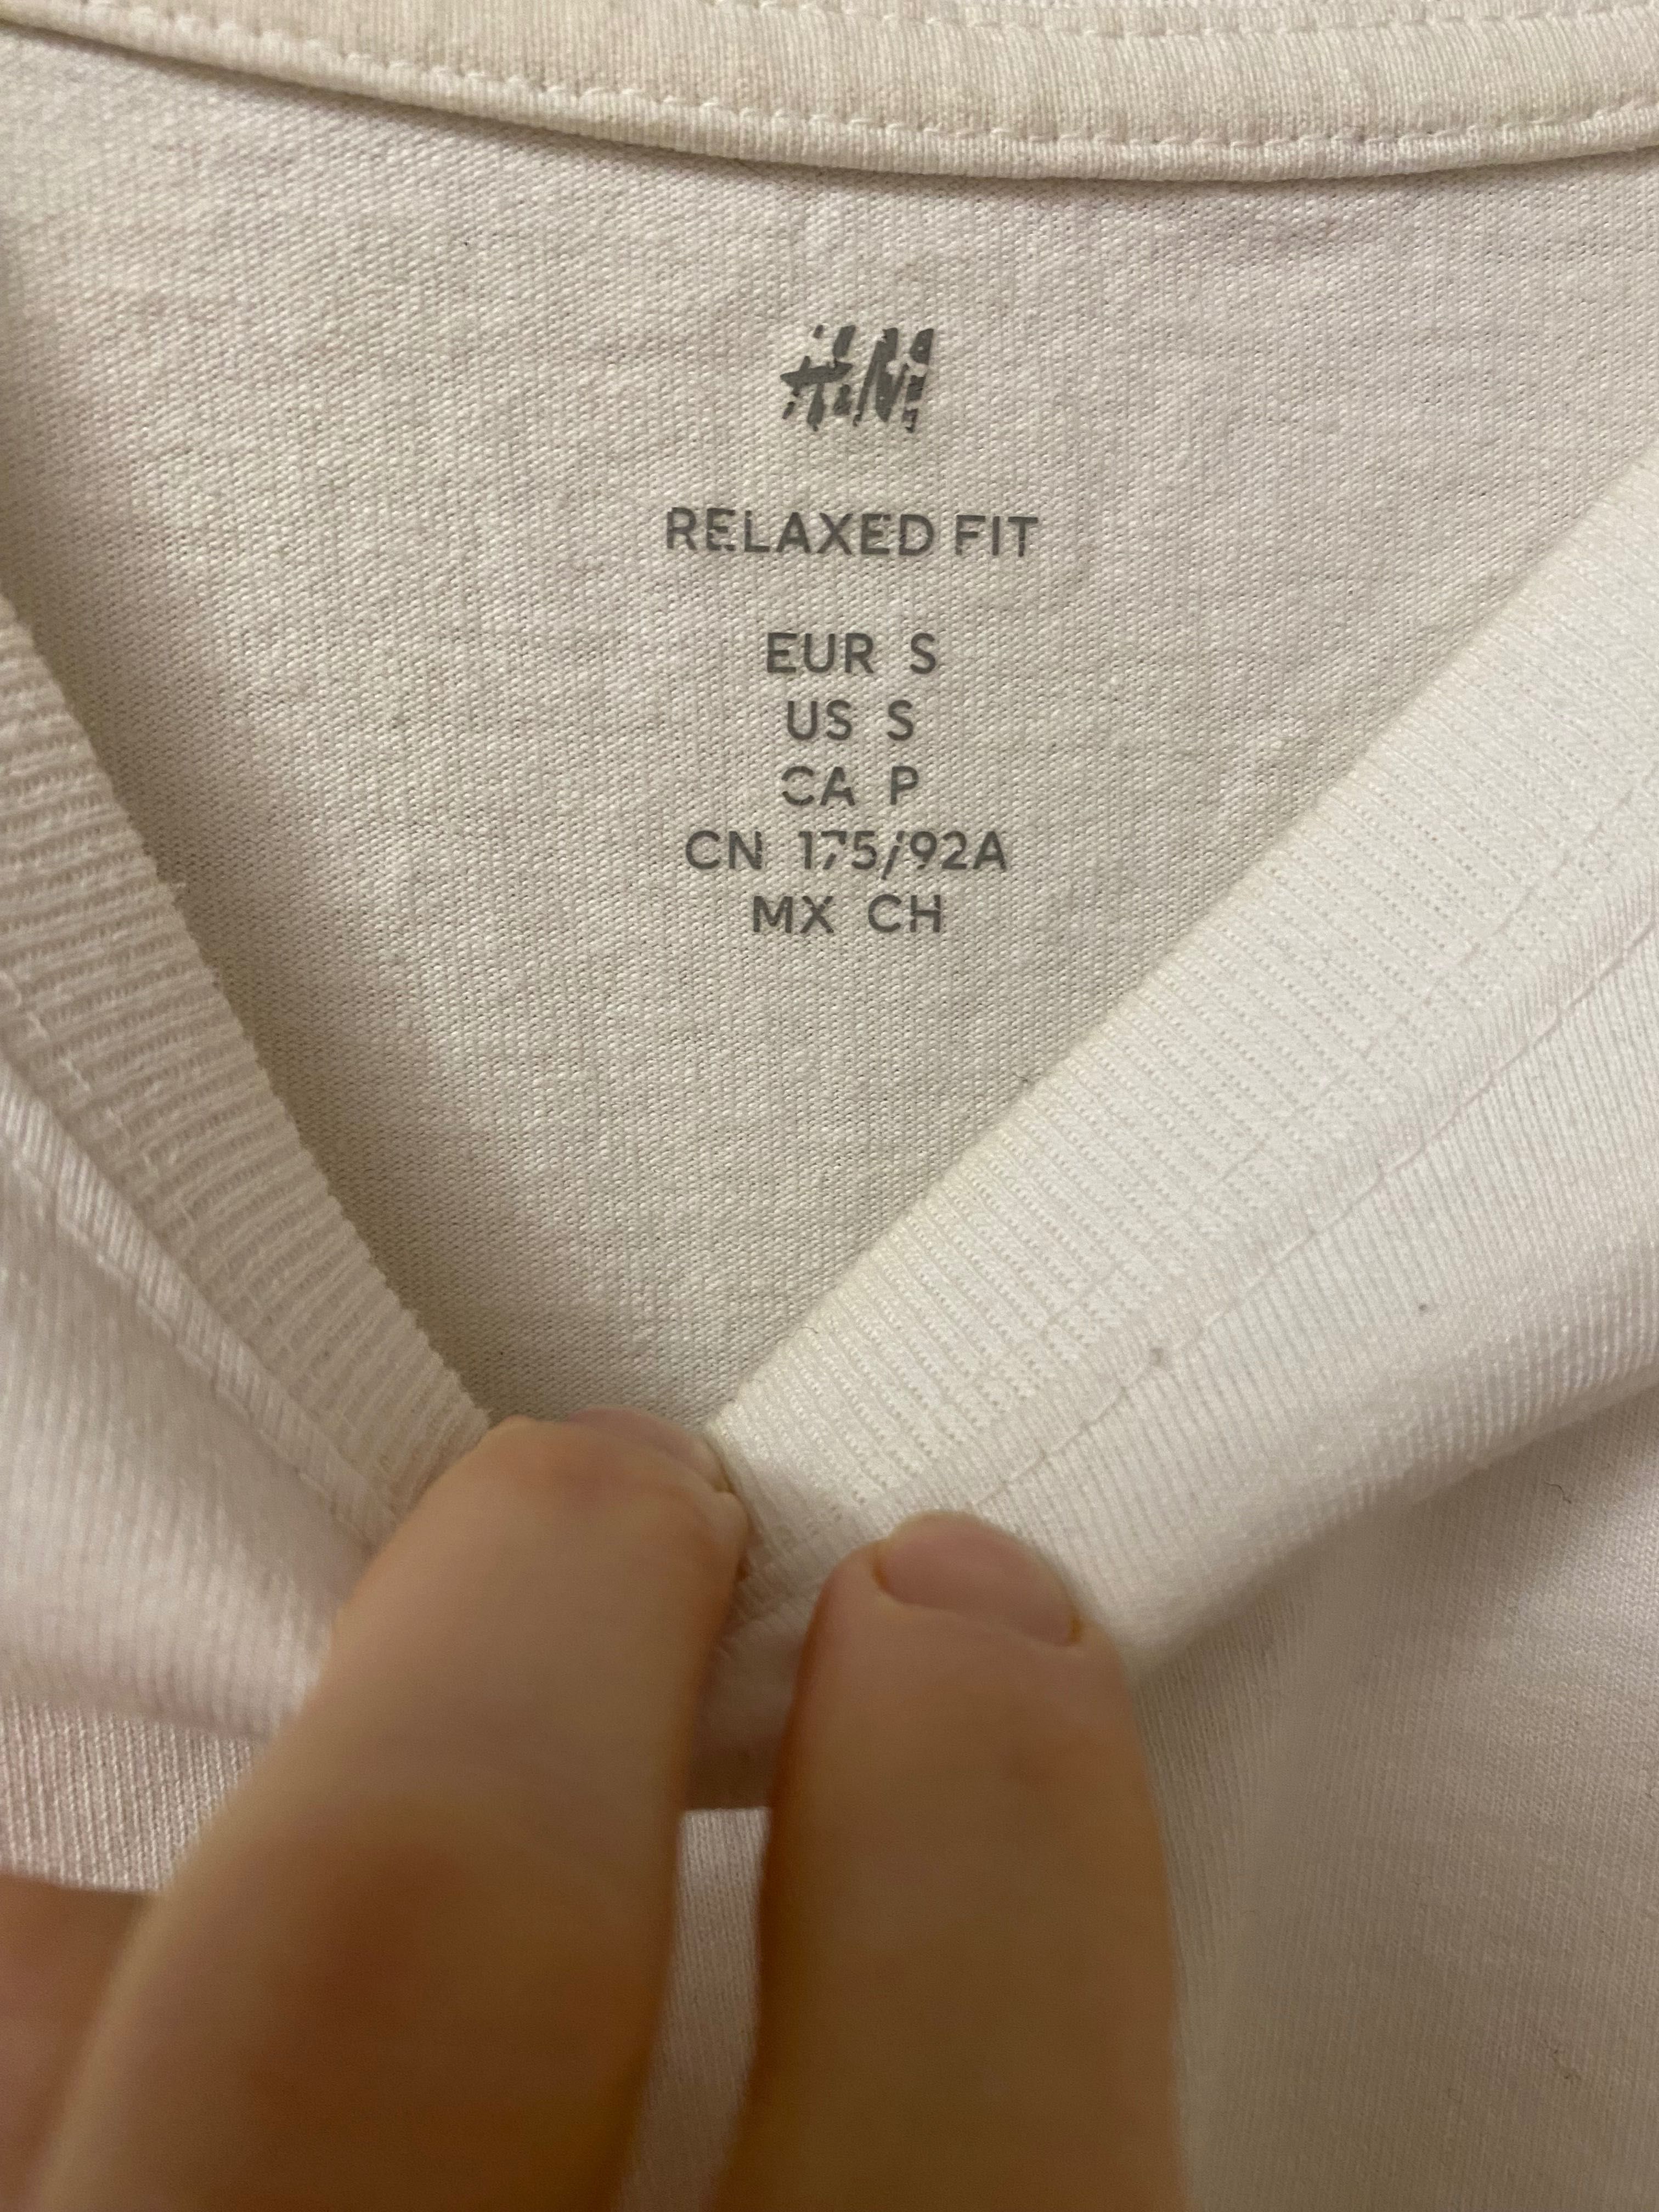 H&M
RELAXED FIT
EUR S
US S
CA P
CN 175/92A
MX CH